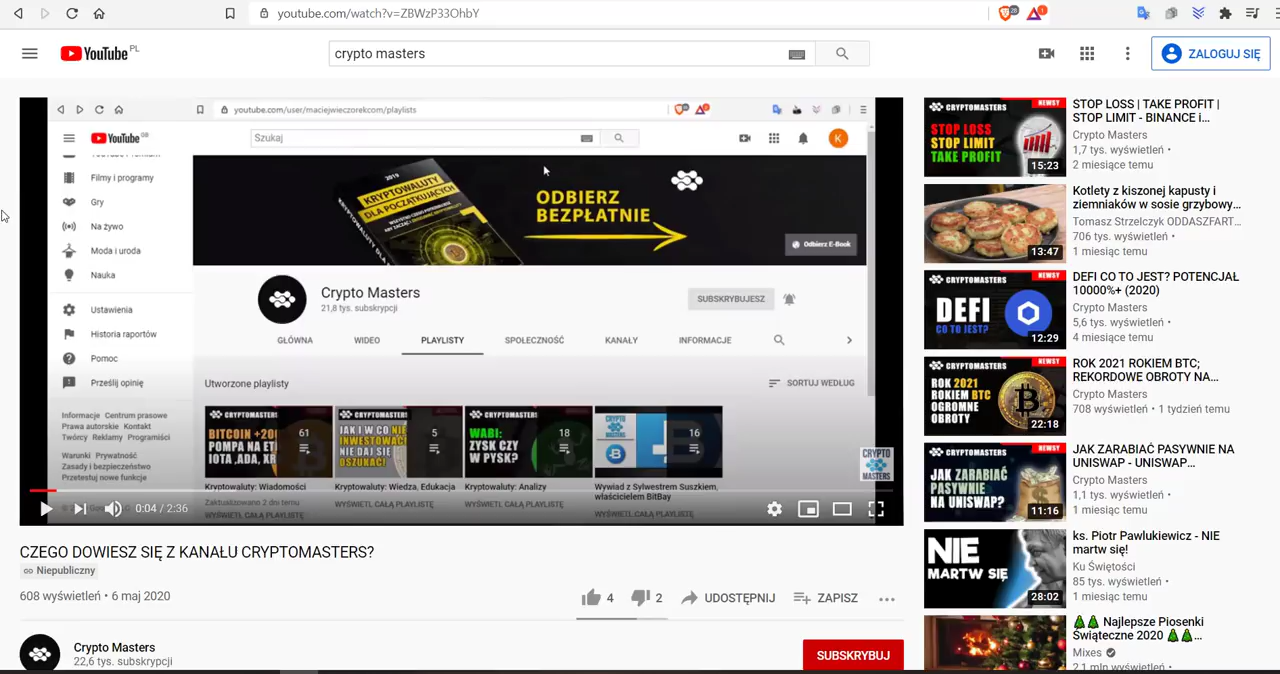 youtube.com/watch?v=ZBWzP33OhbY
28
1
YouTube PL
crypto masters
ZALOGUJ SIĘ
youtube.com/user/maciejwieczorekcom/playlists
YouTube GB
Szukaj
K
Filmy i programy
Gry
Na żywo
Moda i uroda
Nauka
Ustawienia
Historia raportów
Pomoc
Prześlij opinię
Informacje Centrum prasowe
Prawa autorskie Kontakt
Twórcy Reklamy Programiści
Warunki Prywatność
Zasady i bezpieczeństwo
Przetestuj nowe funkcje
2019
KRYPTOWALUTY
DLA POCZĄTKUJĄCYCH
ODBIERZ
BEZPŁATNIE
Odbierz E-Book
Crypto Masters
21,8 tys. subskrypcji
SUBSKRYBUJESZ
GŁÓWNA
WIDEO
PLAYLISTY
SPOŁECZNOŚĆ
KANAŁY
INFORMACJE
Utworzone playlisty
SORTUJ WEDŁUG
CRYPTOMASTERS
BITCOIN +20
POMPA NA ET
IOTA ,ADA, XR
61
Kryptowaluty: Wiadomości
Zaktualizowano 2 dni temu
WYŚWIETL CAŁĄ PLAYLISTĘ
CRYPTOMASTERS
JAK I W CO NI
INWESTOWAĆ
NIE DAJ SIĘ
OSZUKAĆ!
5
Kryptowaluty: Wiedza, Edukacja
WYŚWIETL CAŁĄ PLAYLISTĘ
CRYPTOMASTERS
WABI:
ZYSK CZY
W PYSK?
18
Kryptowaluty: Analizy
WYŚWIETL CAŁĄ PLAYLISTĘ
CRYPTO
MASTERS
16
Wywiad z Sylwestrem Suszkiem,
właścicielem BitBay
WYŚWIETL CAŁĄ PLAYLISTĘ
CRYPTO
MASTERS
0:04 / 2:36
CZEGO DOWIESZ SIĘ Z KANAŁU CRYPTOMASTERS?
Niepubliczny
608 wyświetleń • 6 maj 2020
4
2
UDOSTĘPNIJ
ZAPISZ
Crypto Masters
22,6 tys. subskrypcji
SUBSKRYBUJ
CRYPTOMASTERS
NEWSY
STOP LOSS
STOP LIMIT
TAKE PROFIT
15:23
STOP LOSS | TAKE PROFIT |
STOP LIMIT - BINANCE i...
Crypto Masters
1,7 tys. wyświetleń •
2 miesiące temu
13:47
Kotlety z kiszonej kapusty i
ziemniaków w sosie grzybowy...
Tomasz Strzelczyk ODDASZFART...
706 tys. wyświetleń •
1 miesiąc temu
CRYPTOMASTERS
NEWSY
DEFI
CO TO JEST?
12:29
DEFI CO TO JEST? POTENCJAŁ
10000%+ (2020)
Crypto Masters
5,6 tys. wyświetleń •
4 miesiące temu
CRYPTOMASTERS
NEWSY
ROK 2021
ROKIEM BTC
OGROMNE
OBROTY
22:18
ROK 2021 ROKIEM BTC;
REKORDOWE OBROTY NA...
Crypto Masters
708 wyświetleń • 1 tydzień temu
CRYPTOMASTERS
NEWSY
JAK ZARABIAĆ
PASYWNIE
NA UNISWAP?
11:16
JAK ZARABIAĆ PASYWNIE NA
UNISWAP - UNISWAP...
Crypto Masters
1,1 tys. wyświetleń •
1 miesiąc temu
NIE
MARTW SIĘ
28:02
ks. Piotr Pawlukiewicz - NIE
martw się!
Ku Świętości
85 tys. wyświetleń •
1 miesiąc temu
🎄🎄 Najlepsze Piosenki
Świąteczne 2020 🎄🎄...
Mixes
2,1 mln wyświetleń •